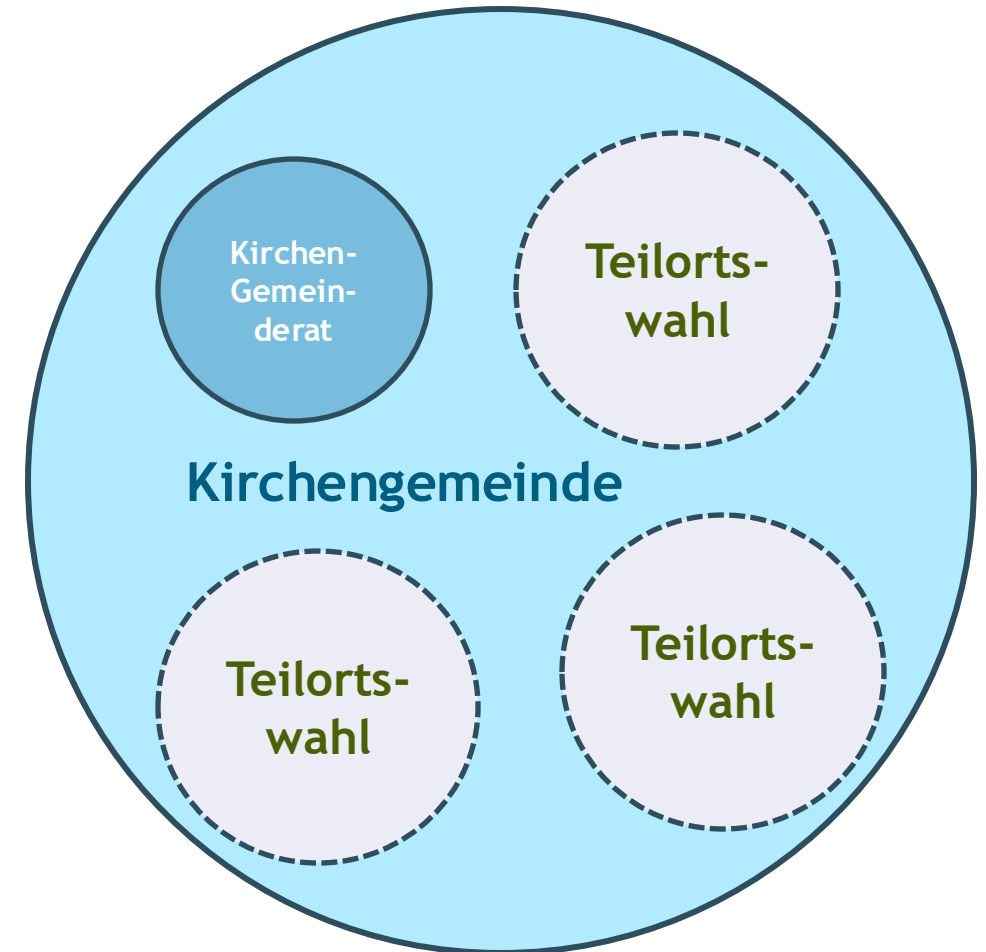 Kirchen-
Gemein-
derat
Teilorts-
wahl
Kirchengemeinde
Teilorts-
wahl
Teilorts-
wahl